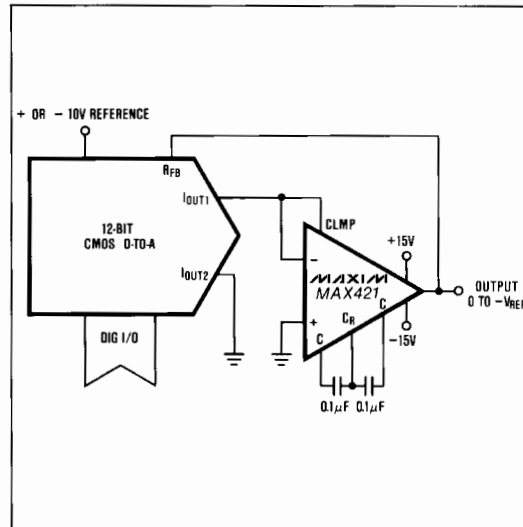 + OR – 10V REFERENCE
RFB
IOUT1
12-BIT
CMOS D-TO-A
IOUT2
DIG I/O
CLMP
+15V
–
MAXIM
MAX421
+
C
CR
C
–15V
OUTPUT
0 TO –VREF
0.1µF 0.1µF